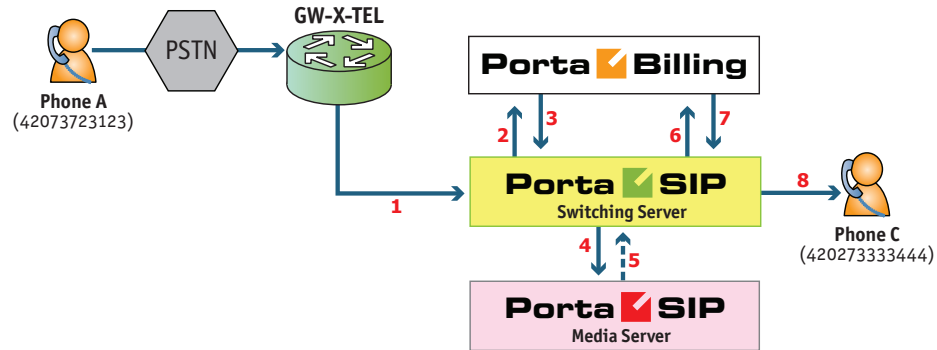 GW-X-TEL
PSTN
Phone A
(42073723123)
Porta Billing
2
3
6
7
1
Porta SIP
Switching Server
8
Phone C
(420273333444)
4
5
Porta SIP
Media Server